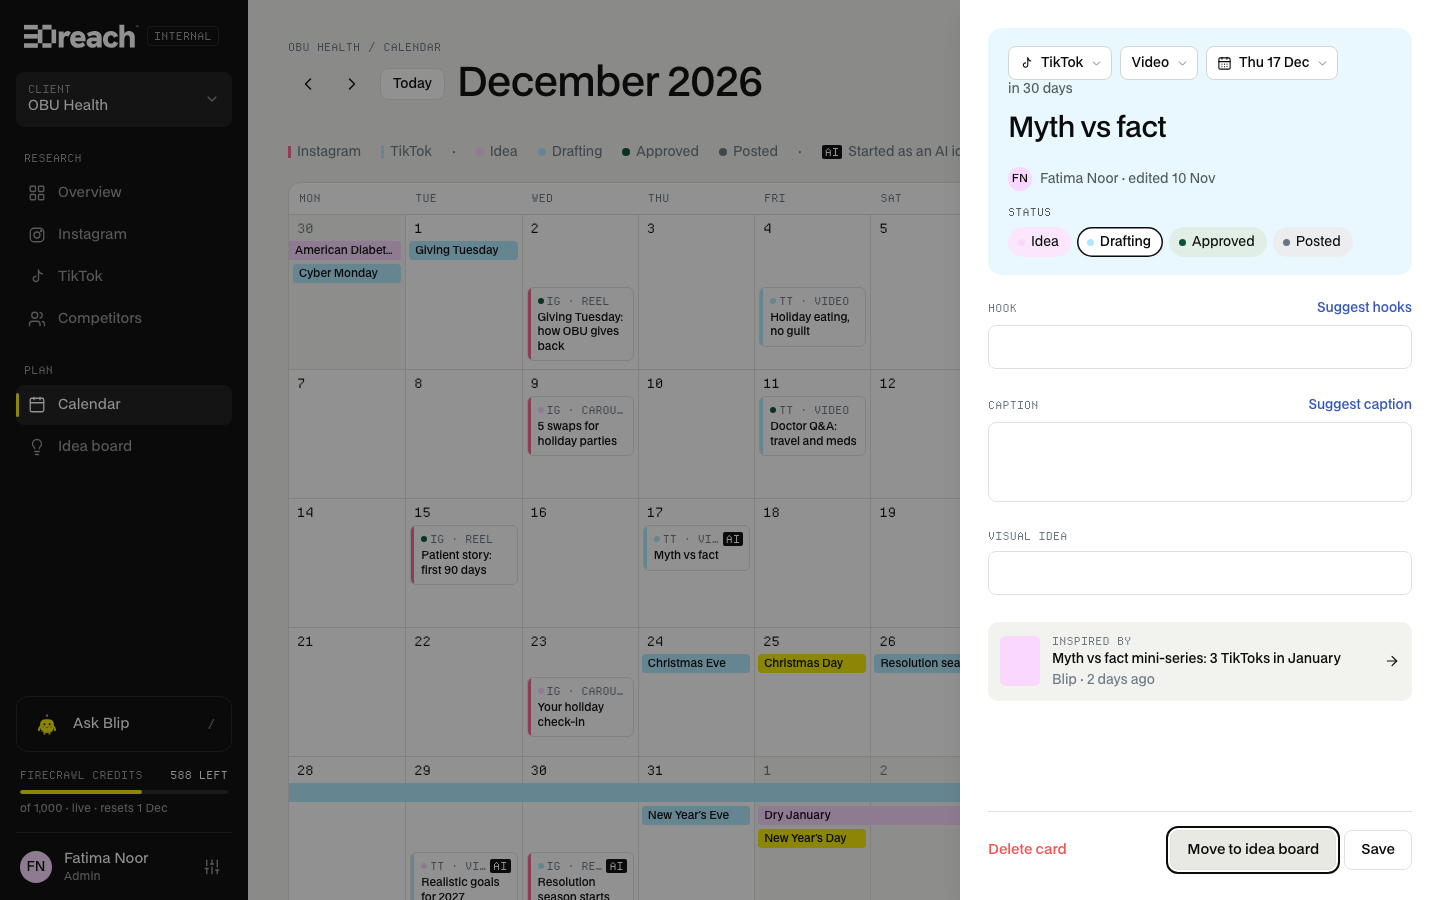 reach INTERNAL
CLIENT
OBU Health
RESEARCH
Overview
Instagram
TikTok
Competitors
PLAN
Calendar
Idea board
Ask Blip /
FIRECRAWL CREDITS 588 LEFT
of 1,000 · live · resets 1 Dec
FN Fatima Noor
Admin
OBU HEALTH / CALENDAR
Today December 2026
Instagram TikTok · Idea Drafting Approved Posted · AI Started as an AI
MON TUE WED THU FRI SAT
30 1 2 3 4 5
American Diabet… Giving Tuesday
Cyber Monday
IG · REEL
Giving Tuesday:
how OBU gives
back
TT · VIDEO
Holiday eating,
no guilt
7 8 9 10 11 12
IG · CAROU…
5 swaps for
holiday parties
TT · VIDEO
Doctor Q&A:
travel and meds
14 15 16 17 18 19
IG · REEL
Patient story:
first 90 days
TT · VI… AI
Myth vs fact
21 22 23 24 25 26
Christmas Eve Christmas Day Resolution sea
IG · CAROU…
Your holiday
check-in
28 29 30 31 1 2
New Year's Eve Dry January
New Year's Day
TT · VI… AI
Realistic goals
for 2027
IG · RE… AI
Resolution
season starts
TikTok Video Thu 17 Dec
in 30 days
Myth vs fact
FN Fatima Noor · edited 10 Nov
STATUS
Idea Drafting Approved Posted
HOOK Suggest hooks
CAPTION Suggest caption
VISUAL IDEA
INSPIRED BY
Myth vs fact mini-series: 3 TikToks in January
Blip · 2 days ago
Delete card Move to idea board Save